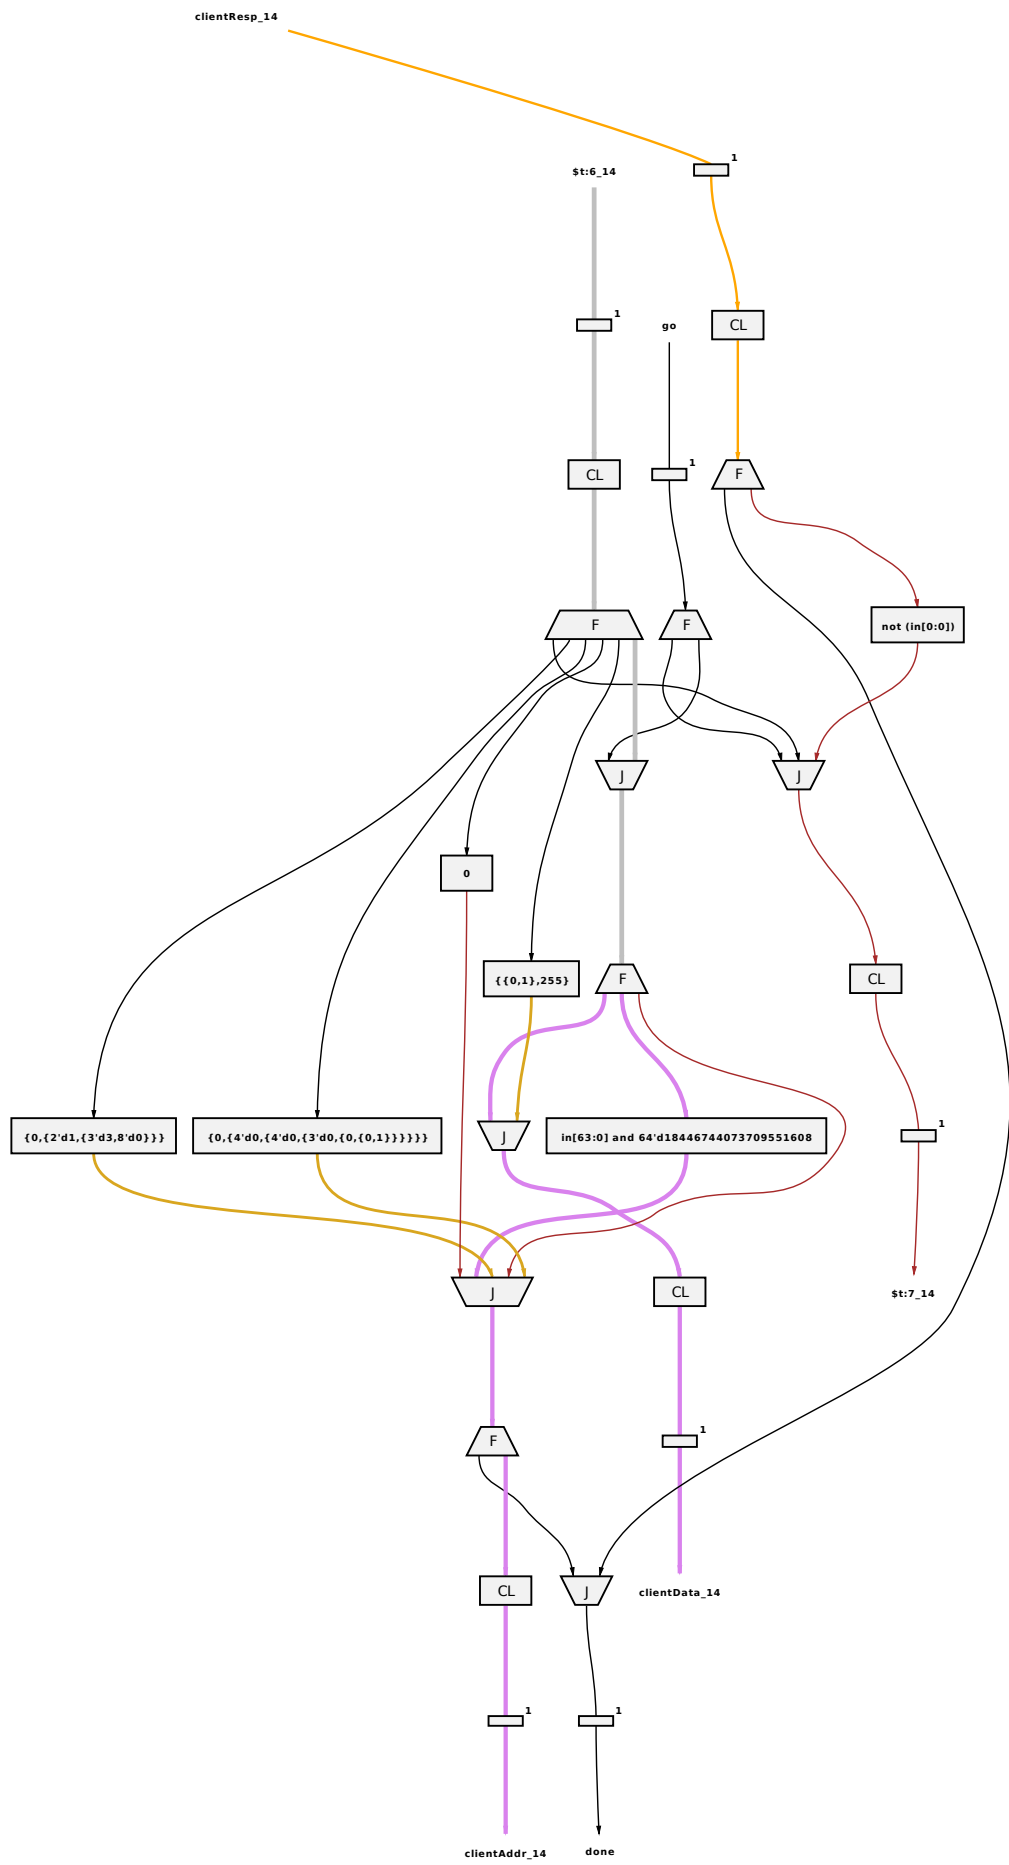 clientResp_14
1
$t:6_14
1
go
CL
1
CL
F
F
F
not (in[0:0])
J
J
0
{{0,1},255}
F
CL
{0,{2'd1,{3'd3,8'd0}}}
{0,{4'd0,{4'd0,{3'd0,{0,{0,1}}}}}}
J
in[63:0] and 64'd18446744073709551608
1
J
CL
$t:7_14
F
1
CL
J
clientData_14
1
1
clientAddr_14
done